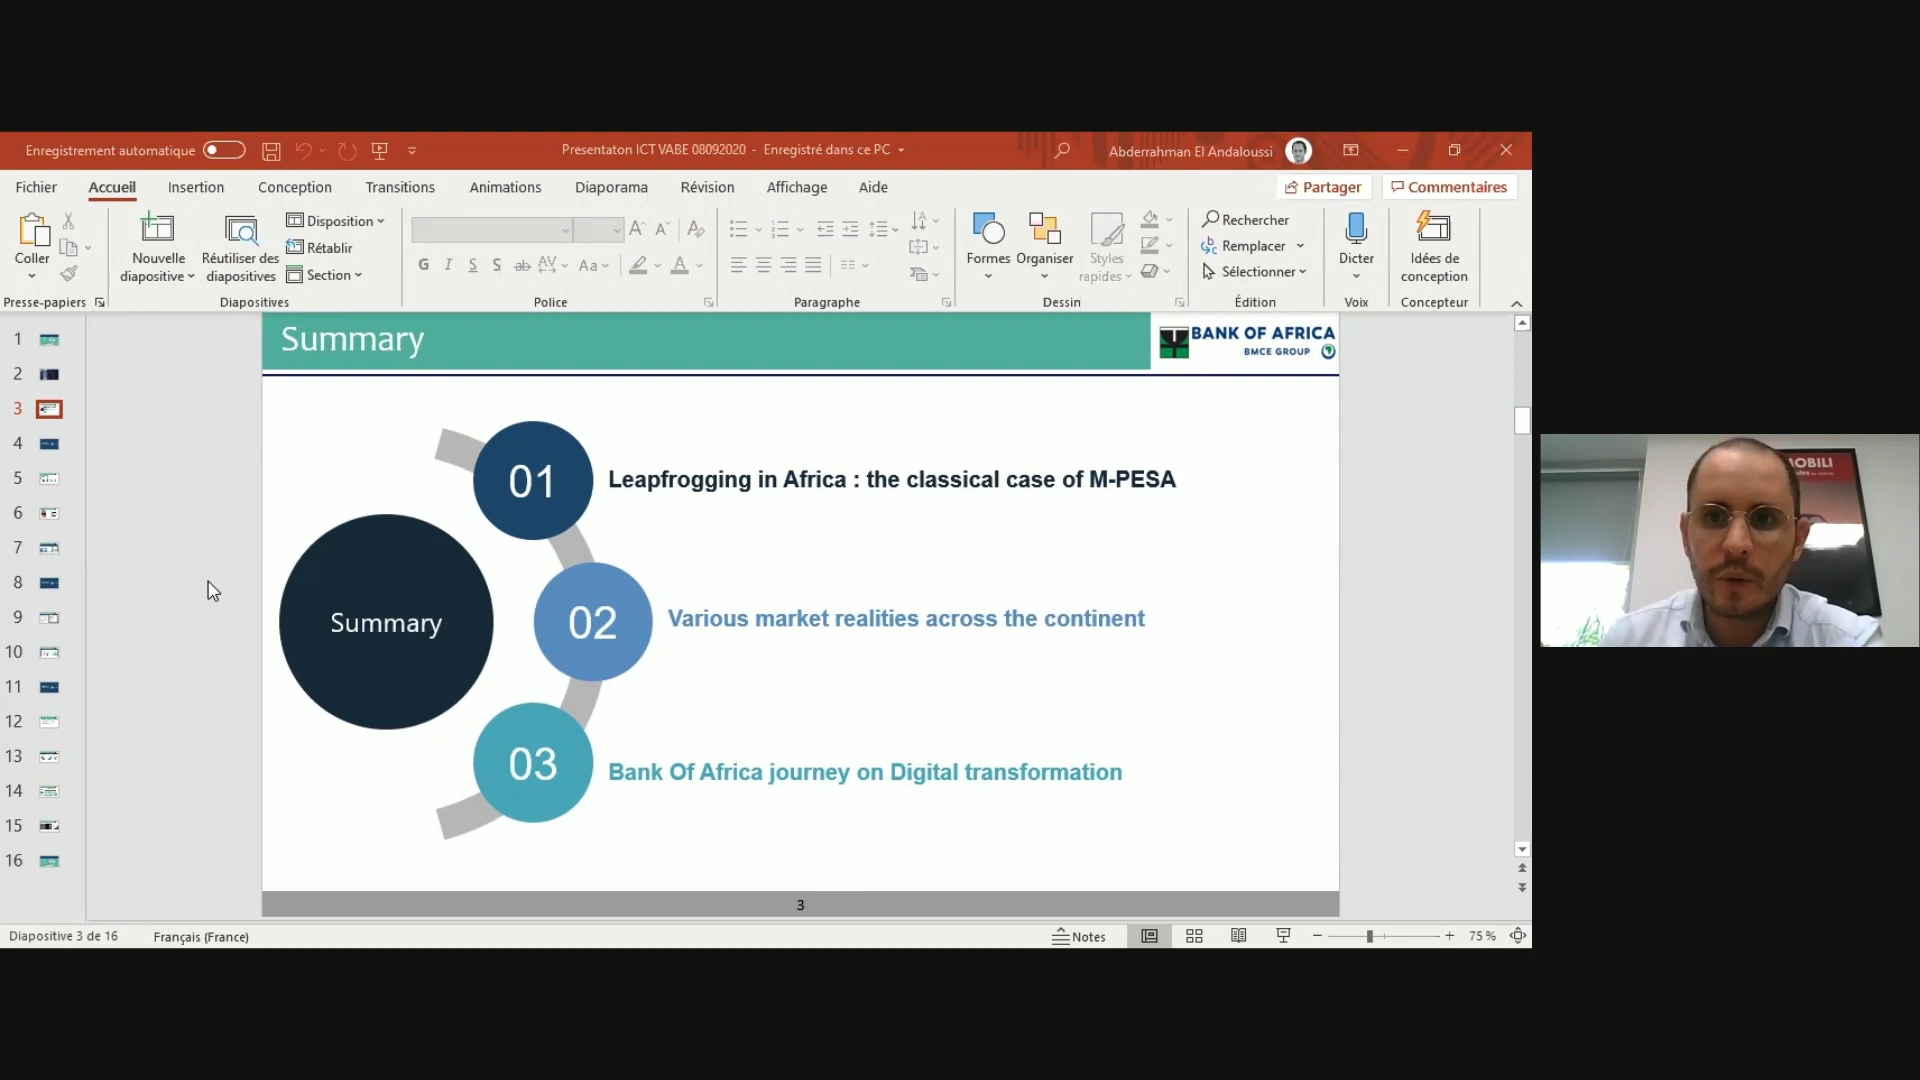 Enregistrement automatique
Presentaton ICT VABE 08092020 - Enregistré dans ce PC
Abderrahman El Andaloussi
Fichier
Accueil
Insertion
Conception
Transitions
Animations
Diaporama
Révision
Affichage
Aide
Partager
Commentaires
Coller
Presse-papiers
Nouvelle
diapositive
Réutiliser des
diapositives
Disposition
Rétablir
Section
Diapositives
G I S S ab AV Aa A
Police
Paragraphe
Formes
Organiser
Styles
rapides
Dessin
Rechercher
Remplacer
Sélectionner
Édition
Dicter
Voix
Idées de
conception
Concepteur
1
2
3
4
5
6
7
8
9
10
11
12
13
14
15
16
Summary
BANK OF AFRICA
BMCE GROUP
Summary
01
Leapfrogging in Africa : the classical case of M-PESA
02
Various market realities across the continent
03
Bank Of Africa journey on Digital transformation
3
Diapositive 3 de 16
Français (France)
Notes
75 %